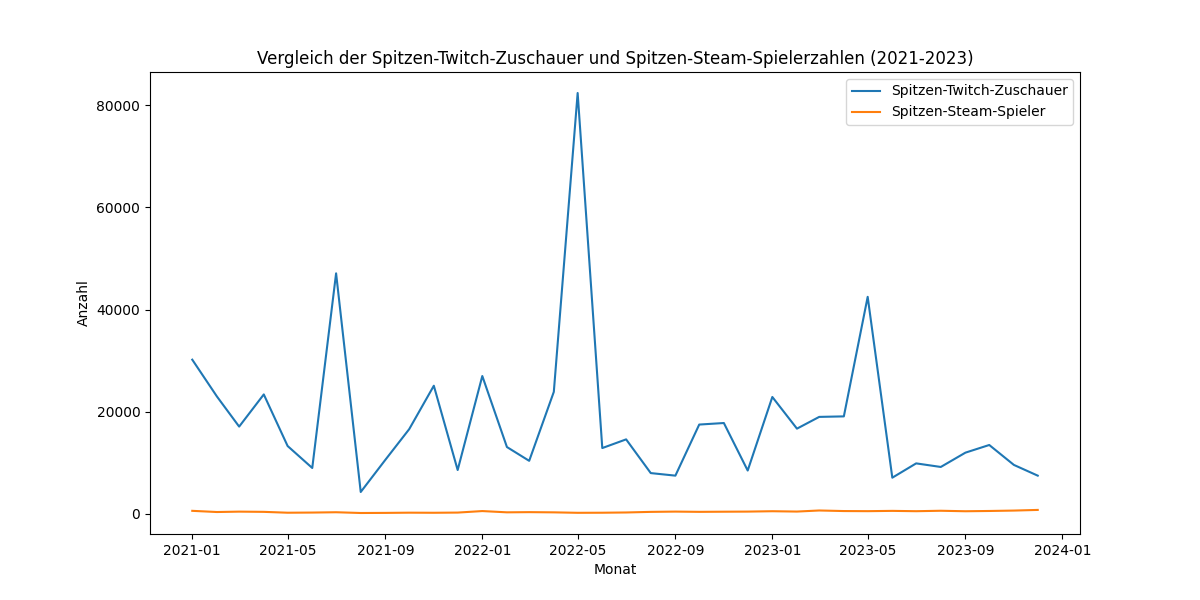 Vergleich der Spitzen-Twitch-Zuschauer und Spitzen-Steam-Spielerzahlen (2021-2023)
Spitzen-Twitch-Zuschauer
Spitzen-Steam-Spieler
80000
60000
40000
20000
0
Anzahl
2021-01 2021-05 2021-09 2022-01 2022-05 2022-09 2023-01 2023-05 2023-09 2024-01
Monat